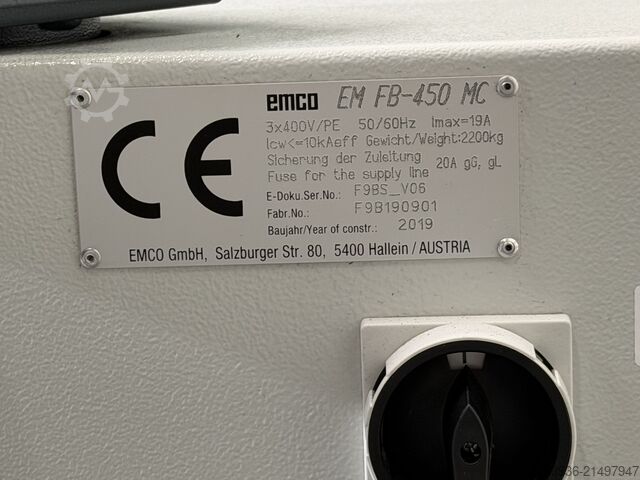 emco EM FB-450 MC
CE
3x400V/PE 50/60Hz Imax=19A
Icw<=10kAeff Gewicht/Weight:2200kg
Sicherung der Zuleitung
Fuse for the supply line 20A gG, gL
E-Doku.Ser.No.: F9BS_V06
Fabr.No.: F9B190901
Baujahr/Year of constr.: 2019
EMCO GmbH, Salzburger Str. 80, 5400 Hallein/AUSTRIA
36-21497947